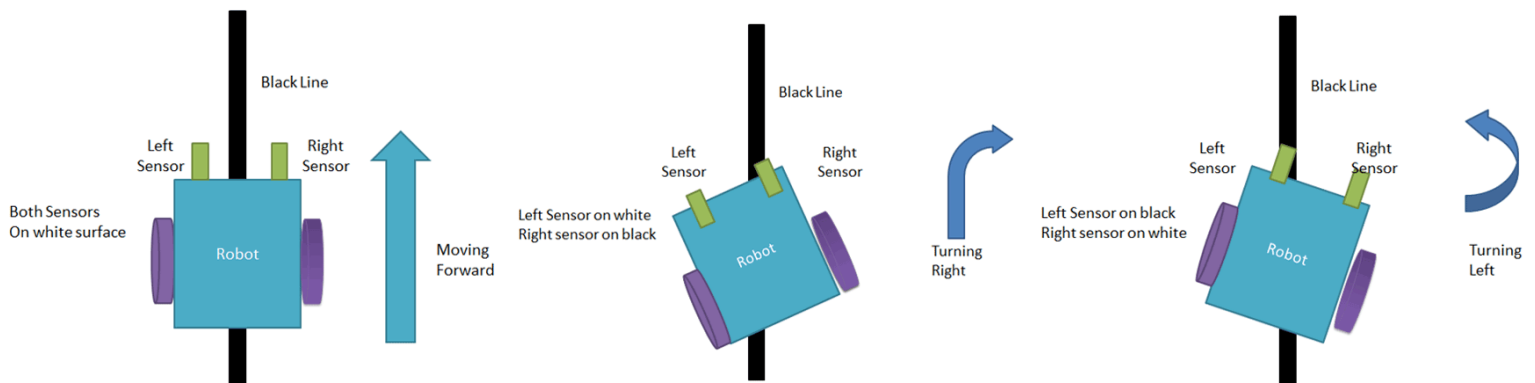 Black Line
Left
Sensor
Right
Sensor
Both Sensors
On white surface
Robot
Moving
Forward
Black Line
Left
Sensor
Right
Sensor
Left Sensor on white
Right sensor on black
Robot
Turning
Right
Black Line
Left
Sensor
Right
Sensor
Left Sensor on black
Right sensor on white
Robot
Turning
Left